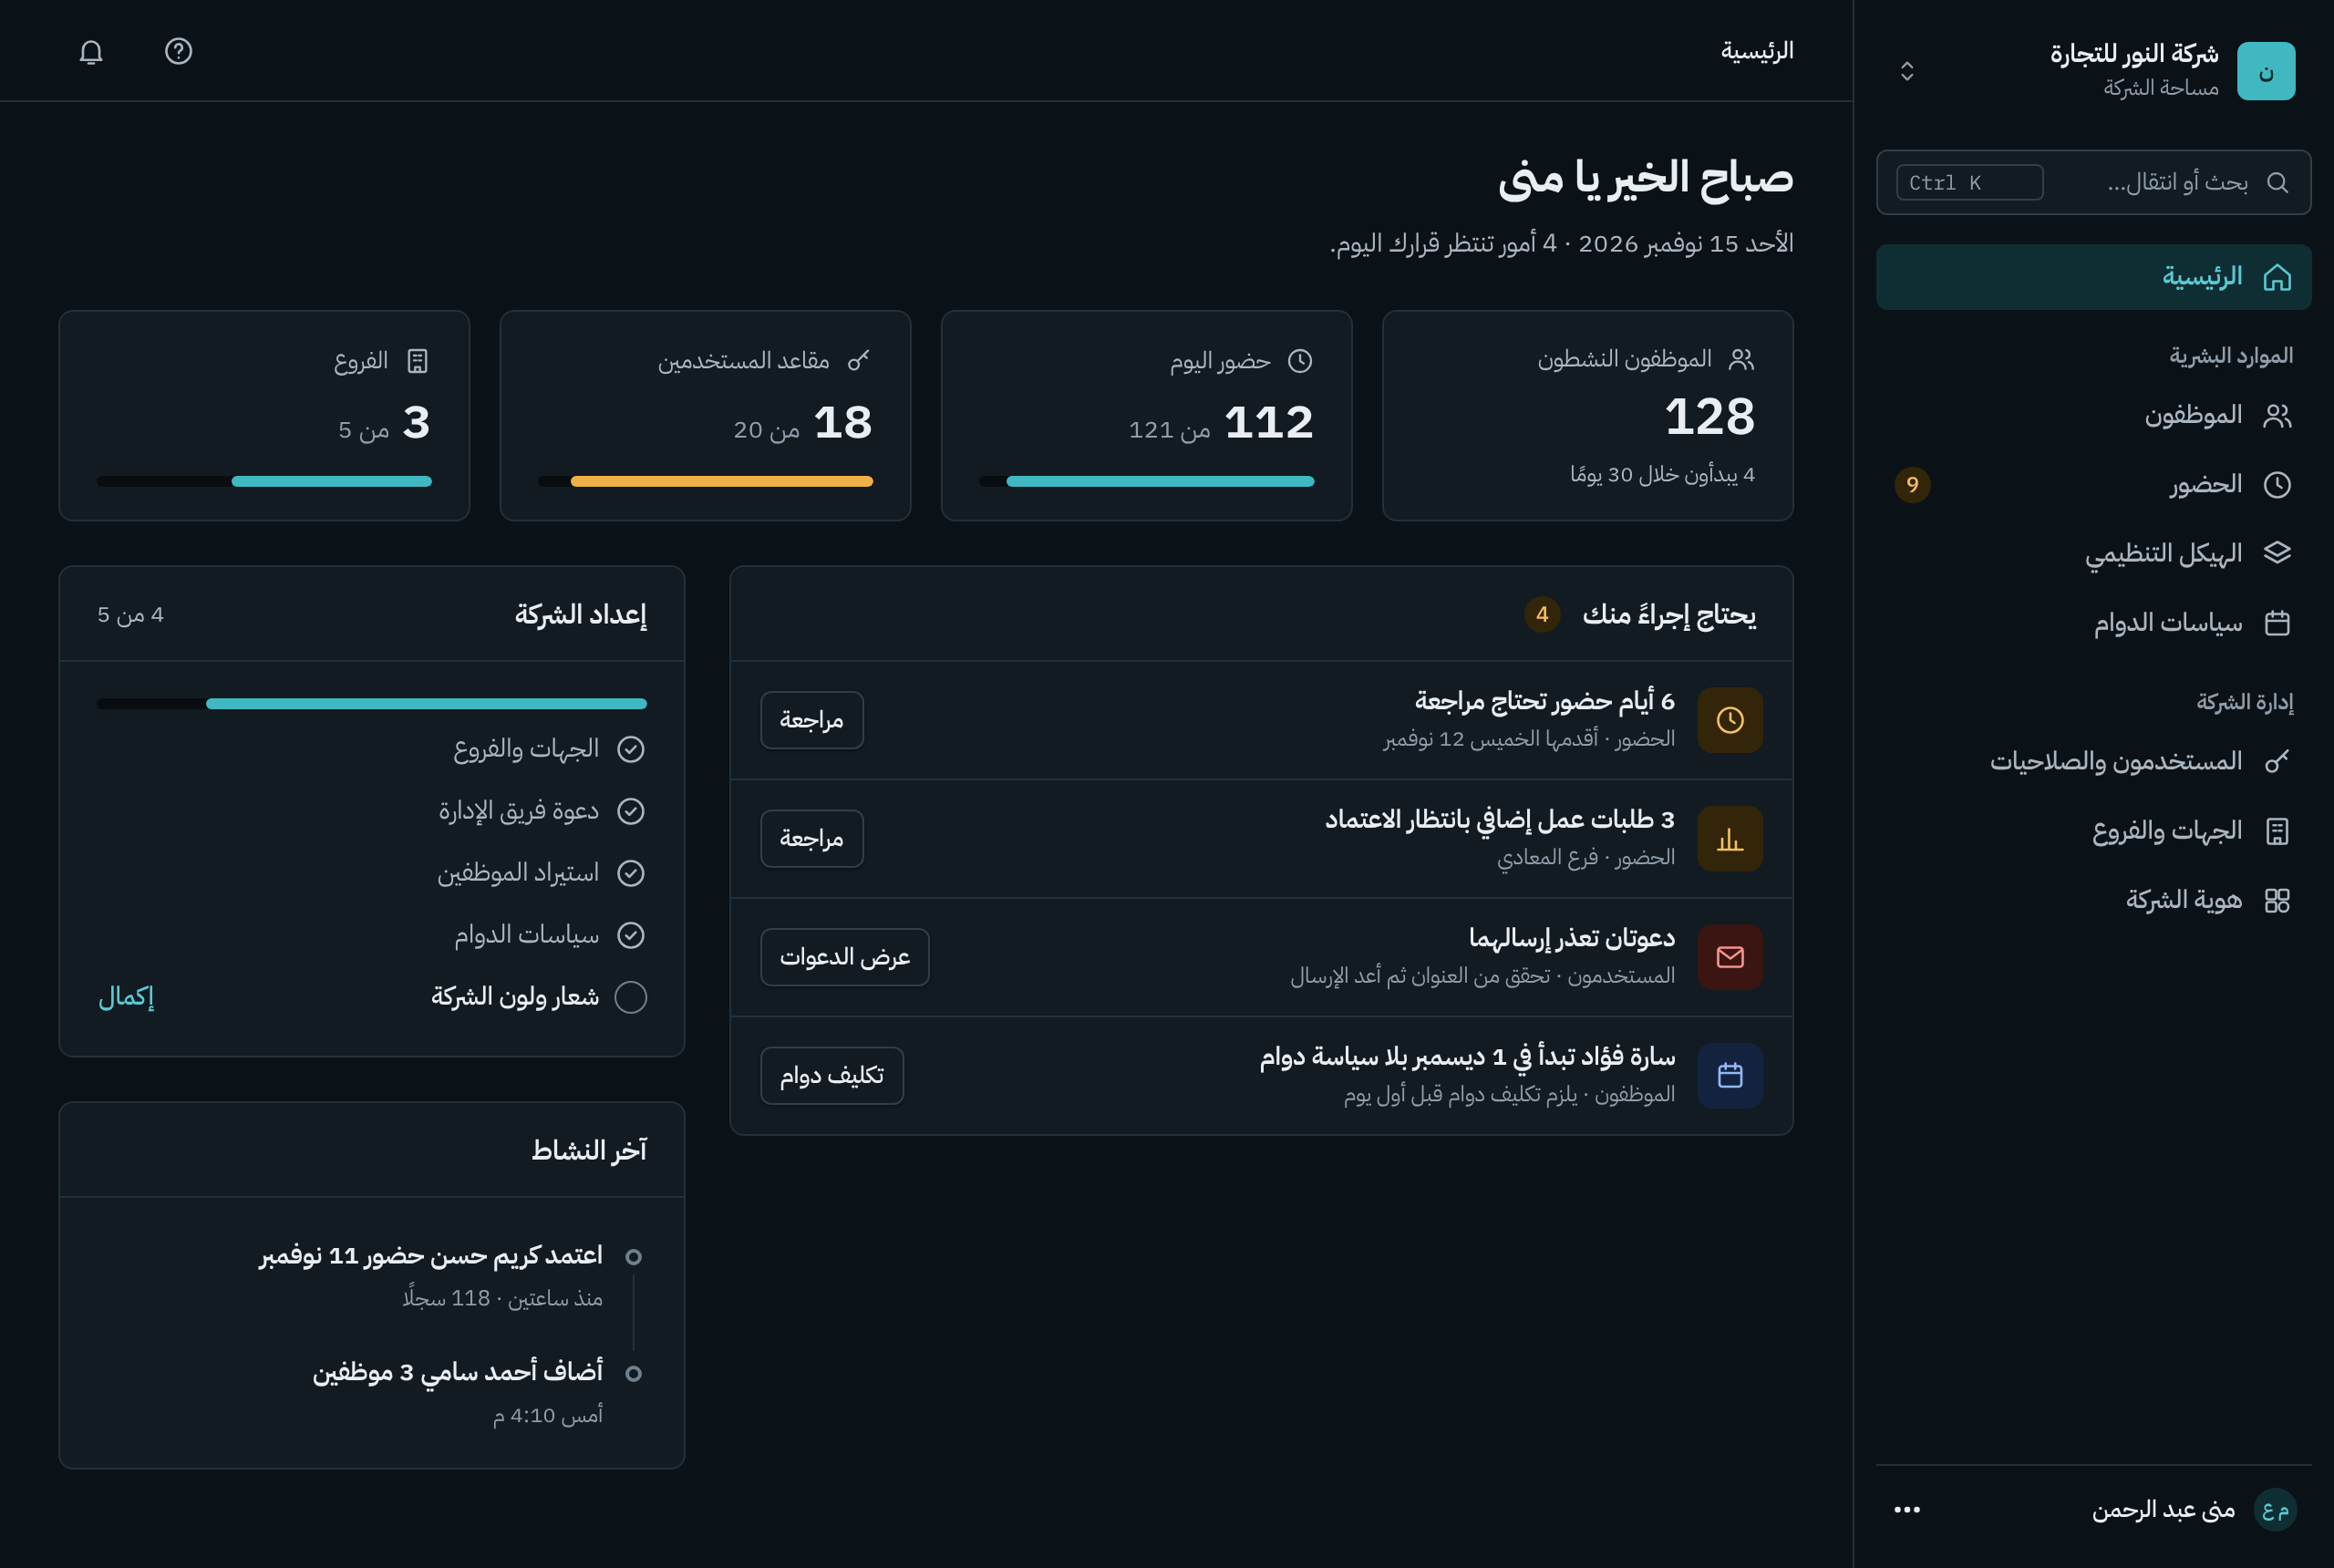 ن
شركة النور للتجارة
مساحة الشركة
بحث أو انتقال...
Ctrl K
الرئيسية
الموارد البشرية
الموظفون
الحضور
9
الهيكل التنظيمي
سياسات الدوام
إدارة الشركة
المستخدمون والصلاحيات
الجهات والفروع
هوية الشركة
م ع
منى عبد الرحمن
الرئيسية
صباح الخير يا منى
الأحد 15 نوفمبر 2026 · 4 أمور تنتظر قرارك اليوم.
الموظفون النشطون
128
4 يبدأون خلال 30 يومًا
حضور اليوم
112 من 121
مقاعد المستخدمين
18 من 20
الفروع
3 من 5
يحتاج إجراءً منك
4
6 أيام حضور تحتاج مراجعة
الحضور · أقدمها الخميس 12 نوفمبر
مراجعة
3 طلبات عمل إضافي بانتظار الاعتماد
الحضور · فرع المعادي
مراجعة
دعوتان تعذر إرسالهما
المستخدمون · تحقق من العنوان ثم أعد الإرسال
عرض الدعوات
سارة فؤاد تبدأ في 1 ديسمبر بلا سياسة دوام
الموظفون · يلزم تكليف دوام قبل أول يوم
تكليف دوام
إعداد الشركة
4 من 5
الجهات والفروع
دعوة فريق الإدارة
استيراد الموظفين
سياسات الدوام
شعار ولون الشركة
إكمال
آخر النشاط
اعتمد كريم حسن حضور 11 نوفمبر
منذ ساعتين · 118 سجلًا
أضاف أحمد سامي 3 موظفين
أمس 4:10 م